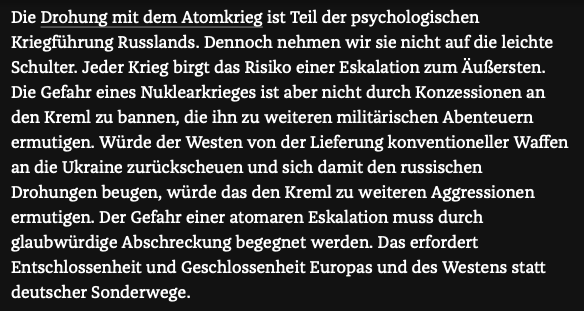 Die Drohung mit dem Atomkrieg ist Teil der psychologischen
Kriegführung Russlands. Dennoch nehmen wir sie nicht auf die leichte
Schulter. Jeder Krieg birgt das Risiko einer Eskalation zum Äußersten.
Die Gefahr eines Nuklearkrieges ist aber nicht durch Konzessionen an
den Kreml zu bannen, die ihn zu weiteren militärischen Abenteuern
ermutigen. Würde der Westen von der Lieferung konventioneller Waffen
an die Ukraine zurückscheuen und sich damit den russischen
Drohungen beugen, würde das den Kreml zu weiteren Aggressionen
ermutigen. Der Gefahr einer atomaren Eskalation muss durch
glaubwürdige Abschreckung begegnet werden. Das erfordert
Entschlossenheit und Geschlossenheit Europas und des Westens statt
deutscher Sonderwege.